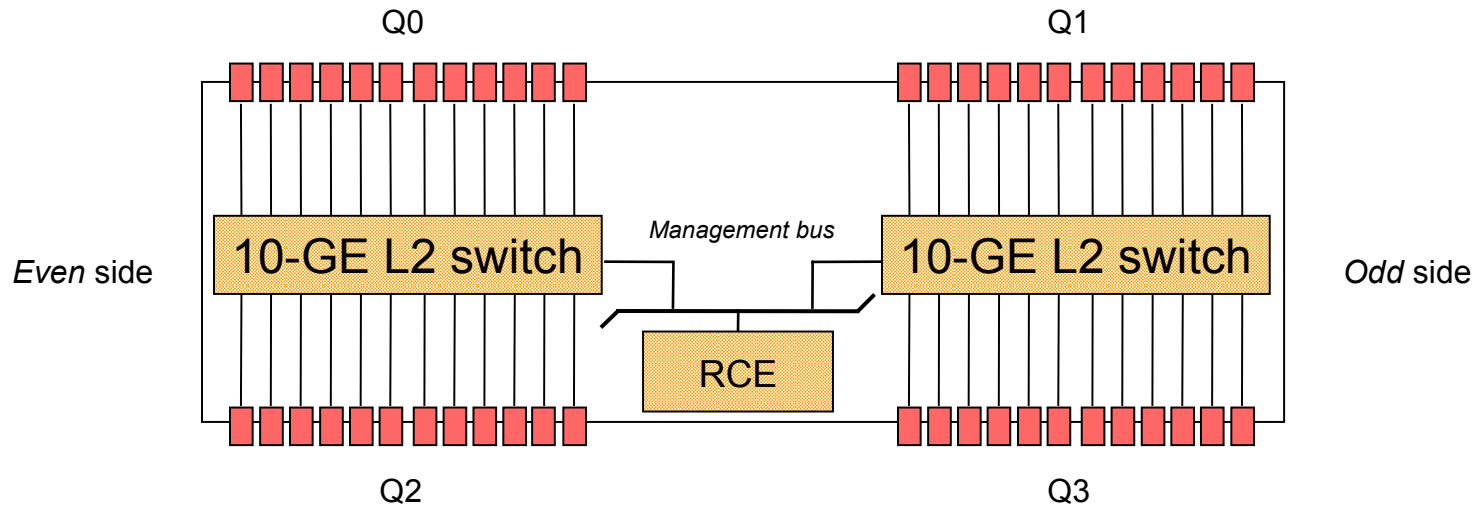 Q0
Q1
Management bus
10-GE L2 switch
10-GE L2 switch
Even side
Odd side
RCE
Q2
Q3